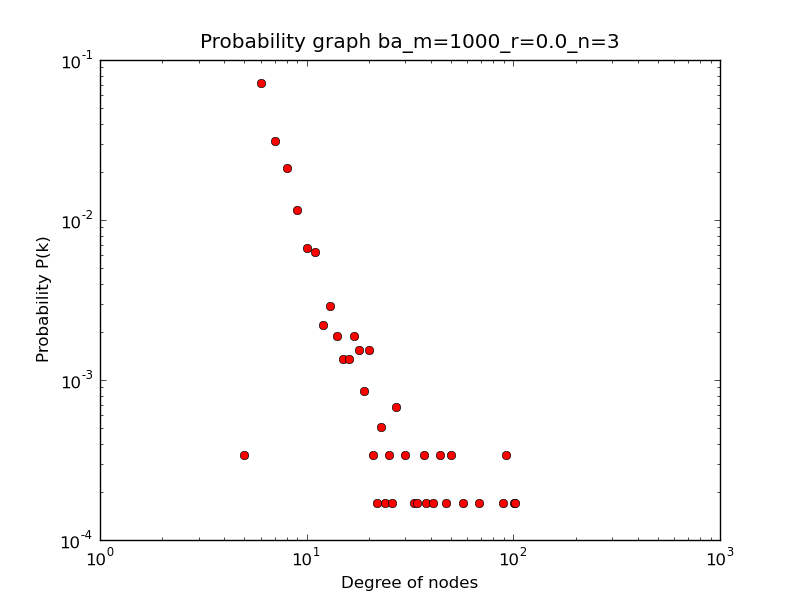 Probability graph ba_m=1000_r=0.0_n=3
10^-1
10^-2
10^-3
10^-4
Probability P(k)
10^0 10^1 10^2 10^3
Degree of nodes